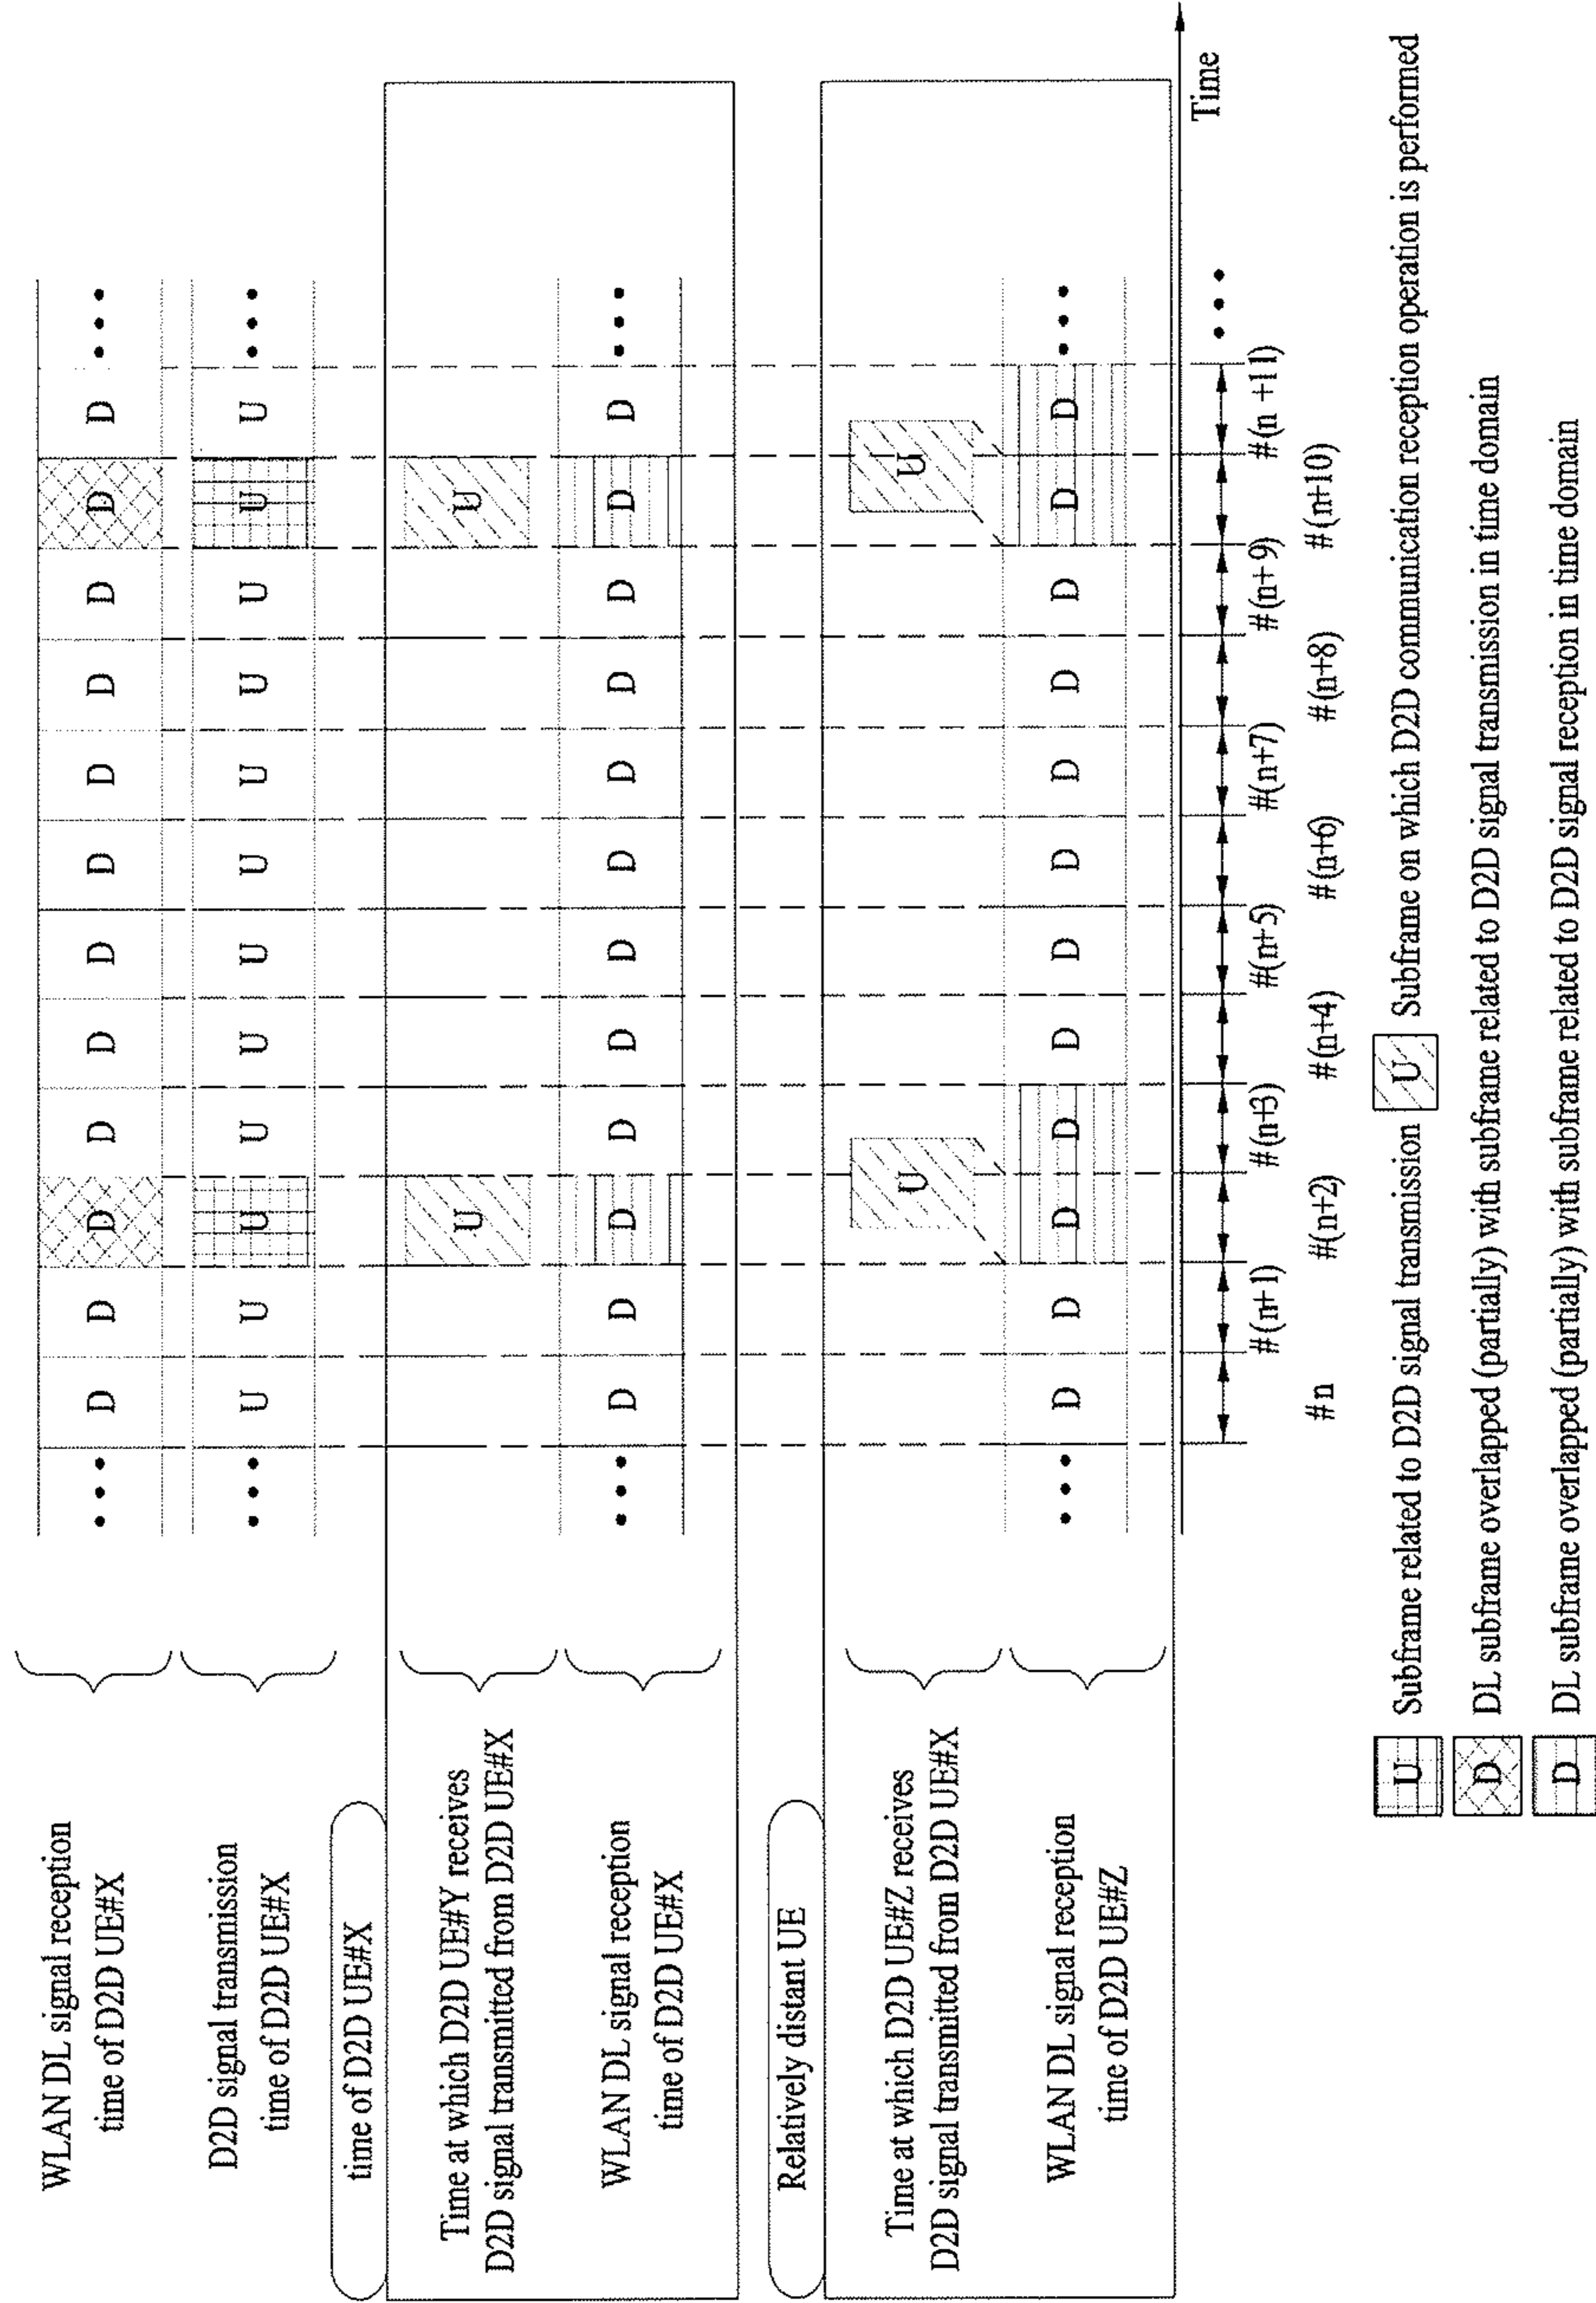 WLAN DL signal reception
time of D2D UE#X
••• D D D D D D D D D D D D •••
D2D signal transmission
time of D2D UE#X
••• U U U U U U U U U U U U •••
time of D2D UE#X
Time at which D2D UE#Y receives
D2D signal transmitted from D2D UE#X
U U
WLAN DL signal reception
time of D2D UE#X
••• D D D D D D D D D D D D •••
Relatively distant UE
Time at which D2D UE#Z receives
D2D signal transmitted from D2D UE#X
U U
WLAN DL signal reception
time of D2D UE#Z
••• D D D D D D D D D D D D •••
Time
#n #(n+1) #(n+2) #(n+3) #(n+4) #(n+5) #(n+6) #(n+7) #(n+8) #(n+9) #(n+10) #(n +11) •••
U Subframe related to D2D signal transmission U Subframe on which D2D communication reception operation is performed
D DL subframe overlapped (partially) with subframe related to D2D signal transmission in time domain
D DL subframe overlapped (partially) with subframe related to D2D signal reception in time domain